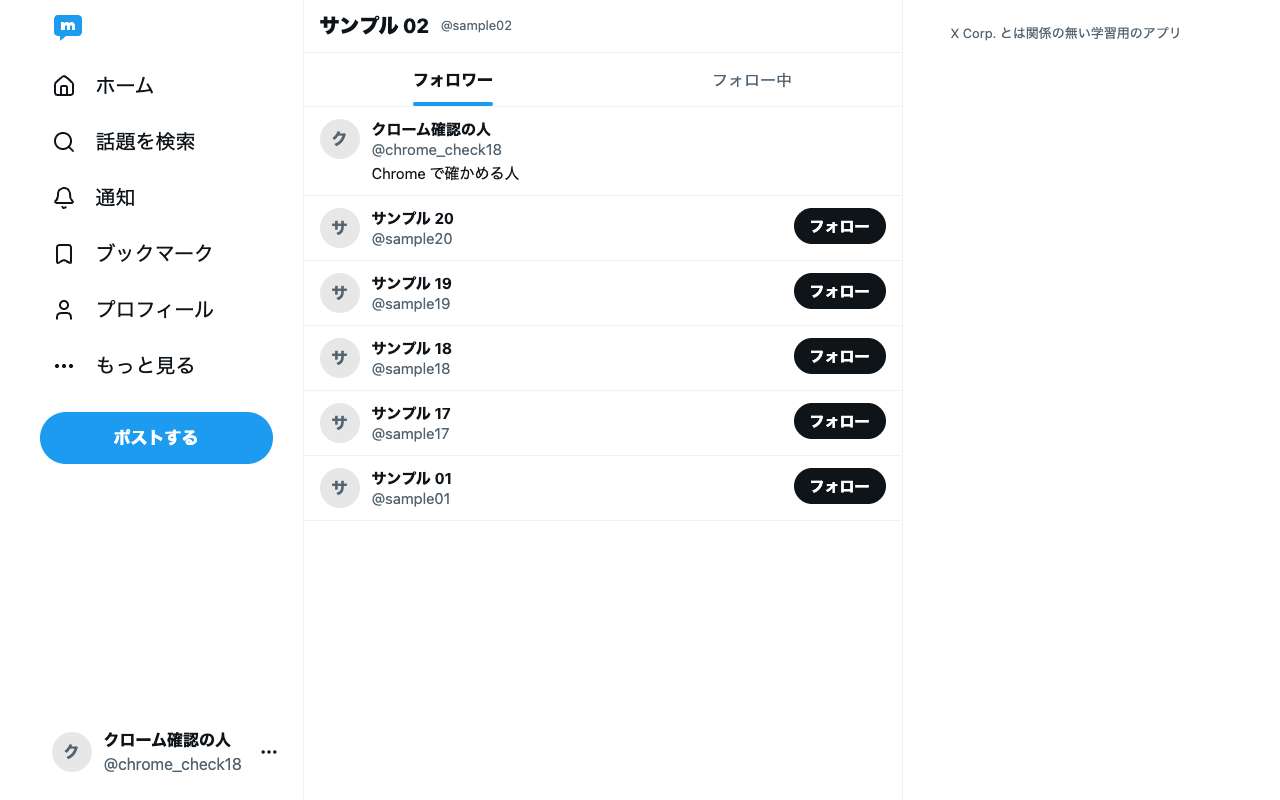 m
ホーム
話題を検索
通知
ブックマーク
プロフィール
もっと見る
ポストする
ク
クローム確認の人
@chrome_check18
サンプル 02 @sample02
フォロワー
フォロー中
ク
クローム確認の人
@chrome_check18
Chrome で確かめる人
サ
サンプル 20
@sample20
フォロー
サ
サンプル 19
@sample19
フォロー
サ
サンプル 18
@sample18
フォロー
サ
サンプル 17
@sample17
フォロー
サ
サンプル 01
@sample01
フォロー
X Corp. とは関係の無い学習用のアプリ